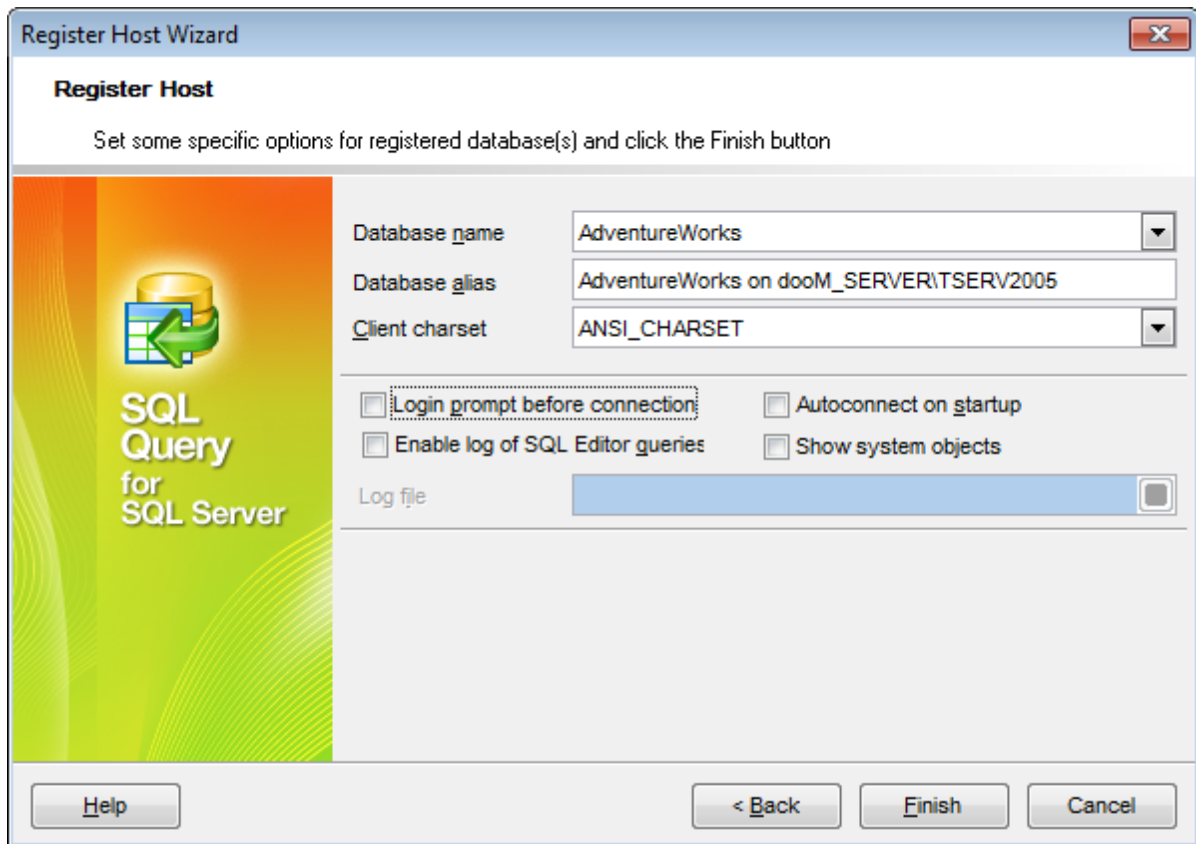 Register Host Wizard
Register Host
Set some specific options for registered database(s) and click the Finish button
SQL
Query
for
SQL Server
Database name AdventureWorks
Database alias AdventureWorks on dooM_SERVER\TSERV2005
Client charset ANSI_CHARSET
Login prompt before connection Autoconnect on startup
Enable log of SQL Editor queries Show system objects
Log file
Help < Back Finish Cancel